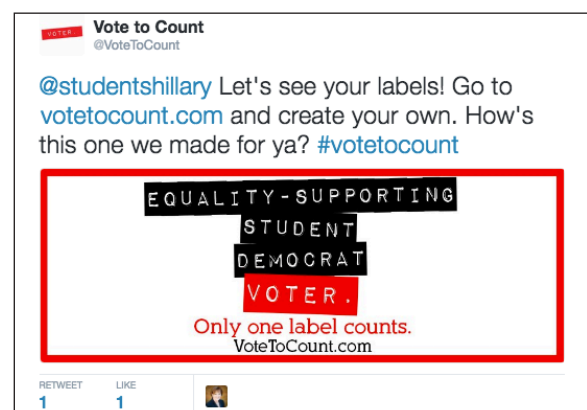 VOTER.
Vote to Count
@VoteToCount
@studentshillary Let's see your labels! Go to
votetocount.com and create your own. How's
this one we made for ya? #votetocount
EQUALITY-SUPPORTING
STUDENT
DEMOCRAT
VOTER.
Only one label counts.
VoteToCount.com
RETWEET LIKE
1 1